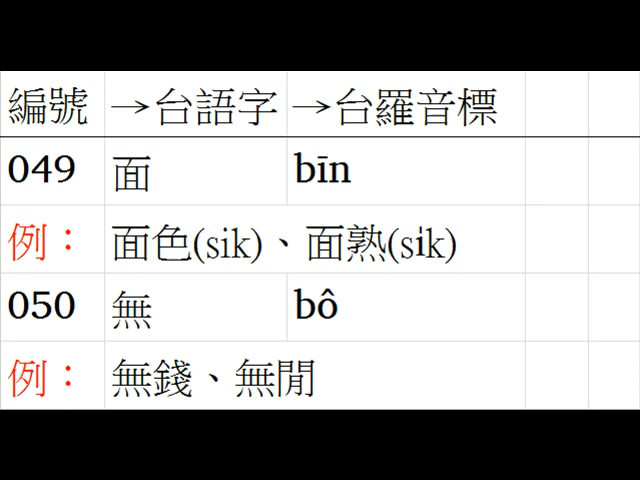 編號 →台語字 →台羅音標
049 面 bīn
例： 面色(sik)、面熟(si̍k)
050 無 bô
例： 無錢、無閒